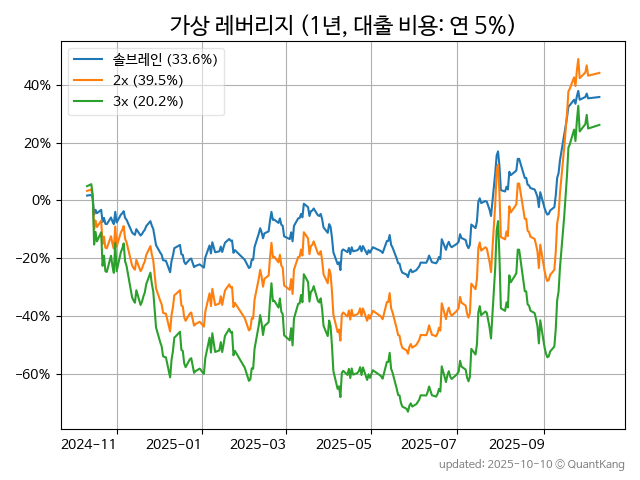 가상 레버리지 (1년, 대출 비용: 연 5%)
솔브레인 (33.6%)
2x (39.5%)
3x (20.2%)
40%
20%
0%
−20%
−40%
−60%
2024-11 2025-01 2025-03 2025-05 2025-07 2025-09
updated: 2025-10-10 © QuantKang